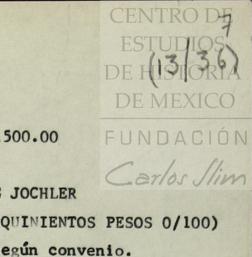 CENTRO DE
ESTUDIOS
DE HISTORIA
DE MEXICO
FUNDACIÓN
Carlos Slim
7
(13/36)
500.00
JOCHLER
QUINIENTOS PESOS 0/100)
egún convenio.